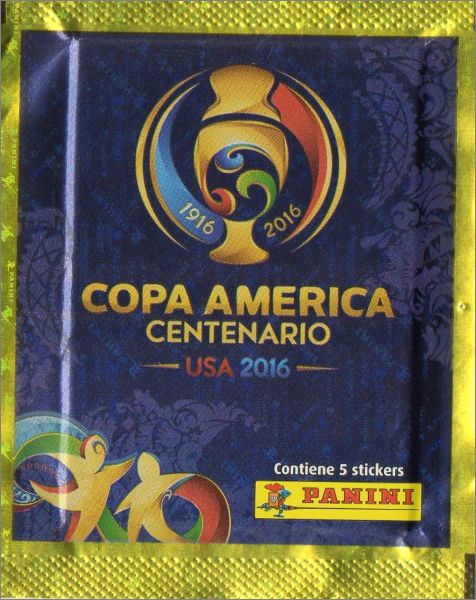 1916 2016
COPA AMERICA
CENTENARIO
USA 2016
Contiene 5 stickers
PANINI